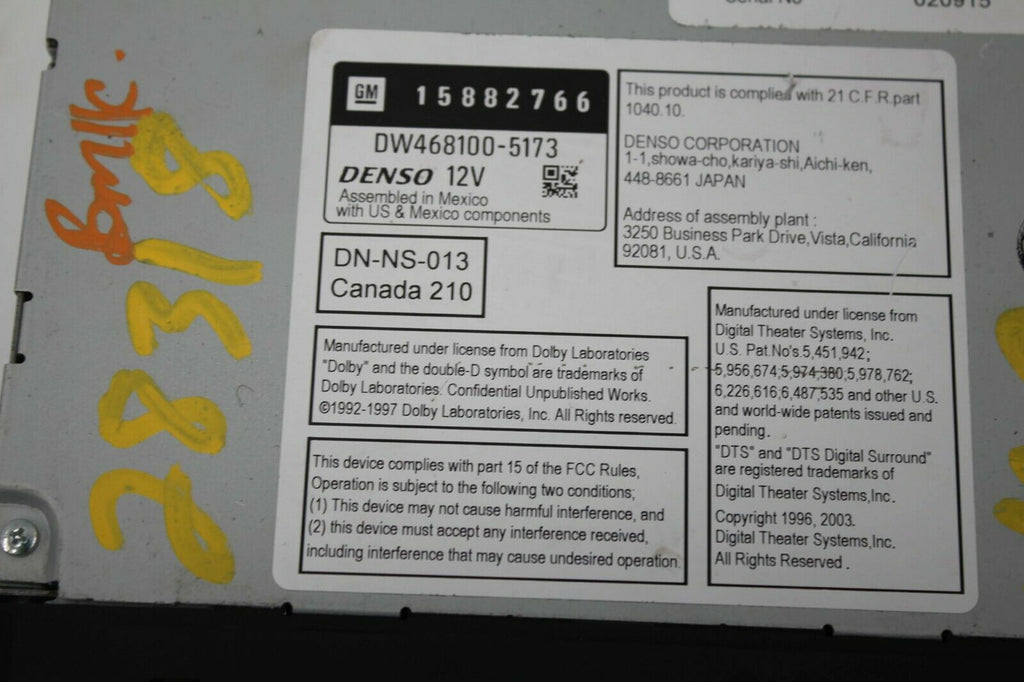 Serial No 020915
GM 15882766
DW468100-5173
DENSO 12V
Assembled in Mexico
with US & Mexico components
This product is complied with 21 C.F.R.part
1040.10.
DENSO CORPORATION
1-1,showa-cho,kariya-shi,Aichi-ken,
448-8661 JAPAN
Address of assembly plant :
3250 Business Park Drive,Vista,California
92081, U.S.A.
DN-NS-013
Canada 210
Manufactured under license from Dolby Laboratories
"Dolby" and the double-D symbol are trademarks of
Dolby Laboratories. Confidential Unpublished Works.
©1992-1997 Dolby Laboratories, Inc. All Rights reserved.
This device complies with part 15 of the FCC Rules,
Operation is subject to the following two conditions;
(1) This device may not cause harmful interference, and
(2) this device must accept any interference received,
including interference that may cause undesired operation.
Manufactured under license from
Digital Theater Systems, Inc.
U.S. Pat.No's.5,451,942;
5,956,674;5,974,380;5,978,762;
6,226,616;6,487,535 and other U.S.
and world-wide patents issued and
pending.
"DTS" and "DTS Digital Surround"
are registered trademarks of
Digital Theater Systems,Inc.
Copyright 1996, 2003.
Digital Theater Systems,Inc.
All Rights Reserved .